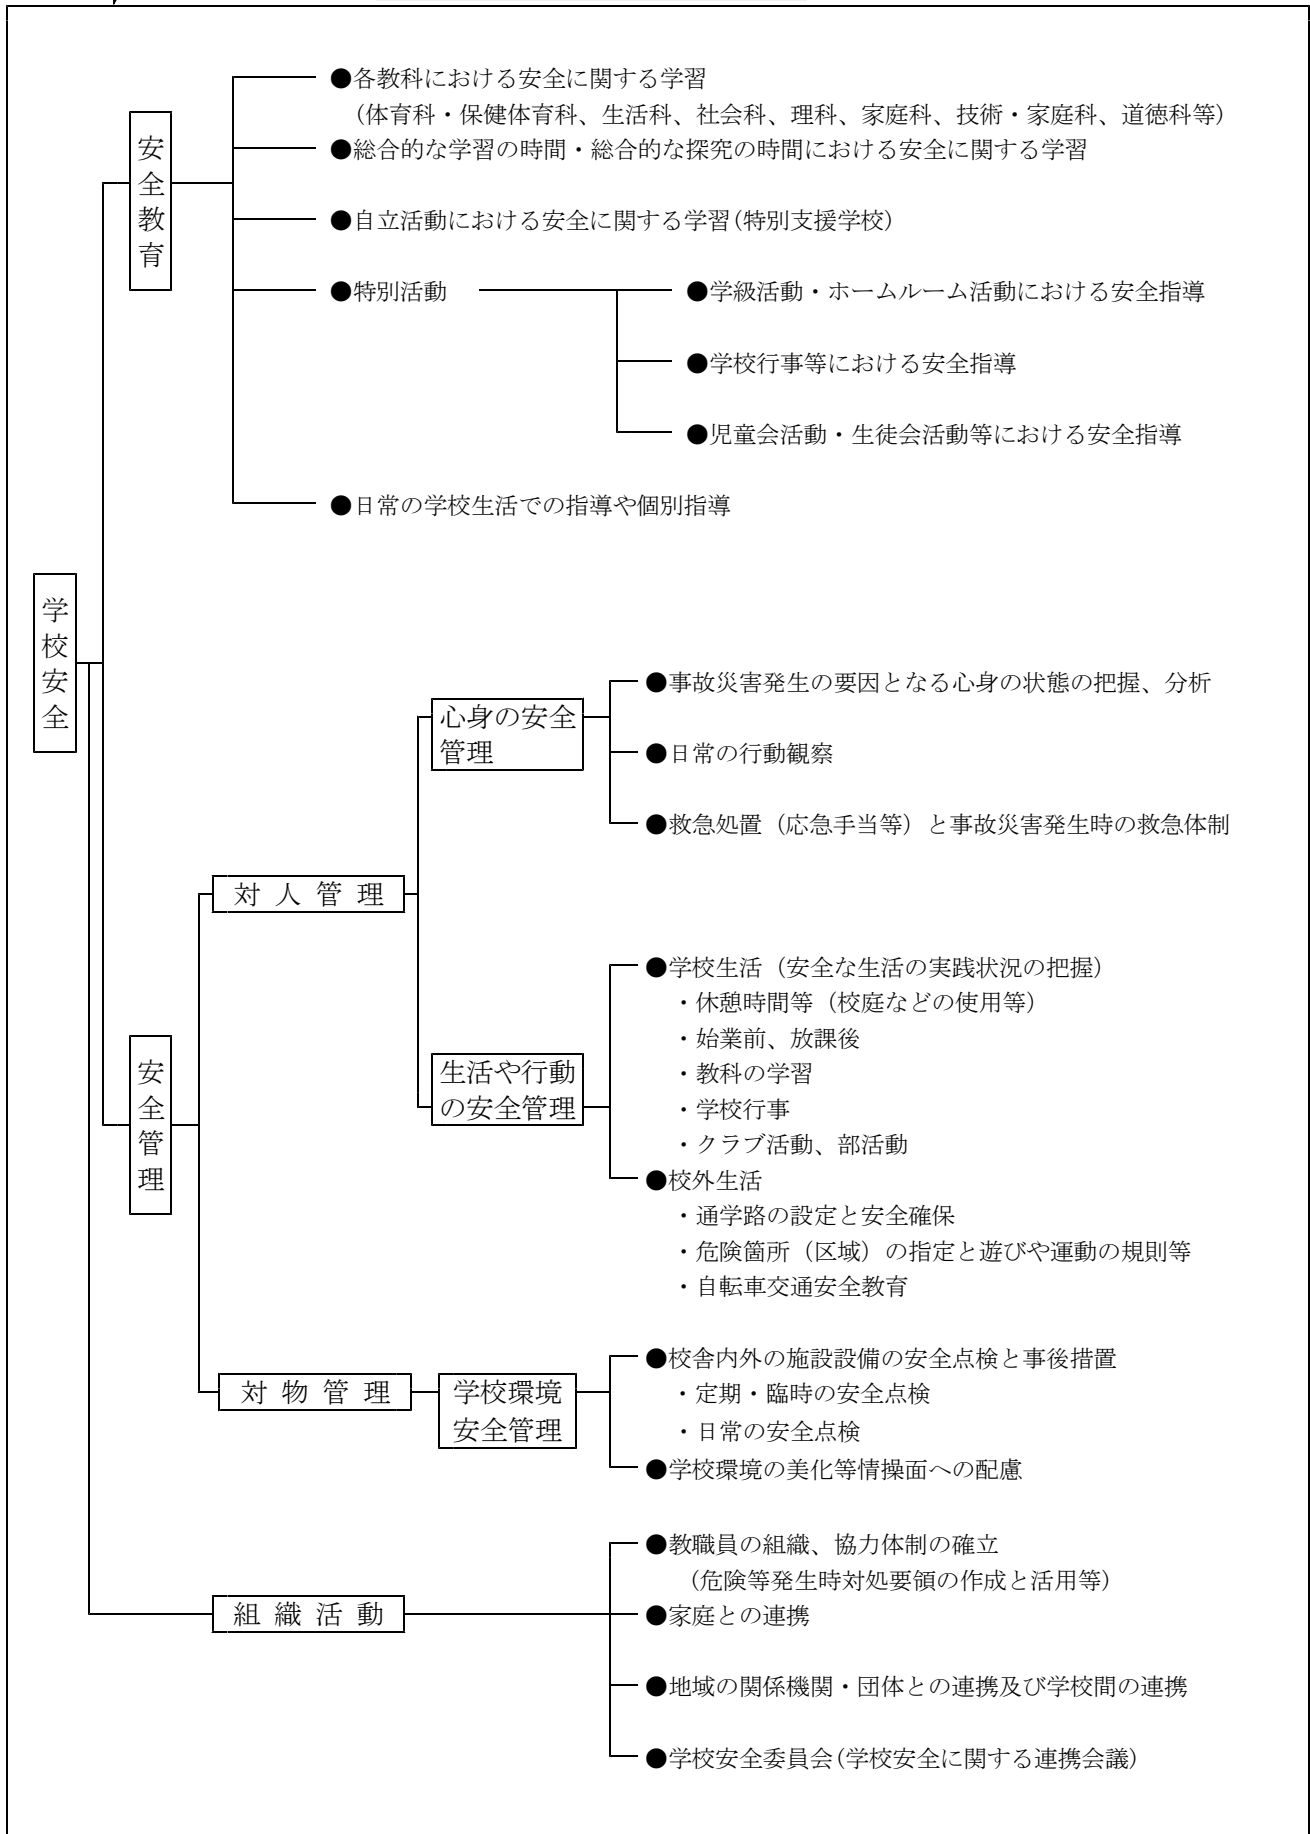 学校安全
安全教育
●各教科における安全に関する学習
（体育科・保健体育科、生活科、社会科、理科、家庭科、技術・家庭科、道徳科等）
●総合的な学習の時間・総合的な探究の時間における安全に関する学習
●自立活動における安全に関する学習(特別支援学校)
●特別活動
●学級活動・ホームルーム活動における安全指導
●学校行事等における安全指導
●児童会活動・生徒会活動等における安全指導
●日常の学校生活での指導や個別指導
安全管理
対人管理
心身の安全
管理
●事故災害発生の要因となる心身の状態の把握、分析
●日常の行動観察
●救急処置（応急手当等）と事故災害発生時の救急体制
生活や行動
の安全管理
●学校生活（安全な生活の実践状況の把握）
・休憩時間等（校庭などの使用等）
・始業前、放課後
・教科の学習
・学校行事
・クラブ活動、部活動
●校外生活
・通学路の設定と安全確保
・危険箇所（区域）の指定と遊びや運動の規則等
・自転車交通安全教育
対物管理
学校環境
安全管理
●校舎内外の施設設備の安全点検と事後措置
・定期・臨時の安全点検
・日常の安全点検
●学校環境の美化等情操面への配慮
組織活動
●教職員の組織、協力体制の確立
（危険等発生時対処要領の作成と活用等）
●家庭との連携
●地域の関係機関・団体との連携及び学校間の連携
●学校安全委員会(学校安全に関する連携会議)